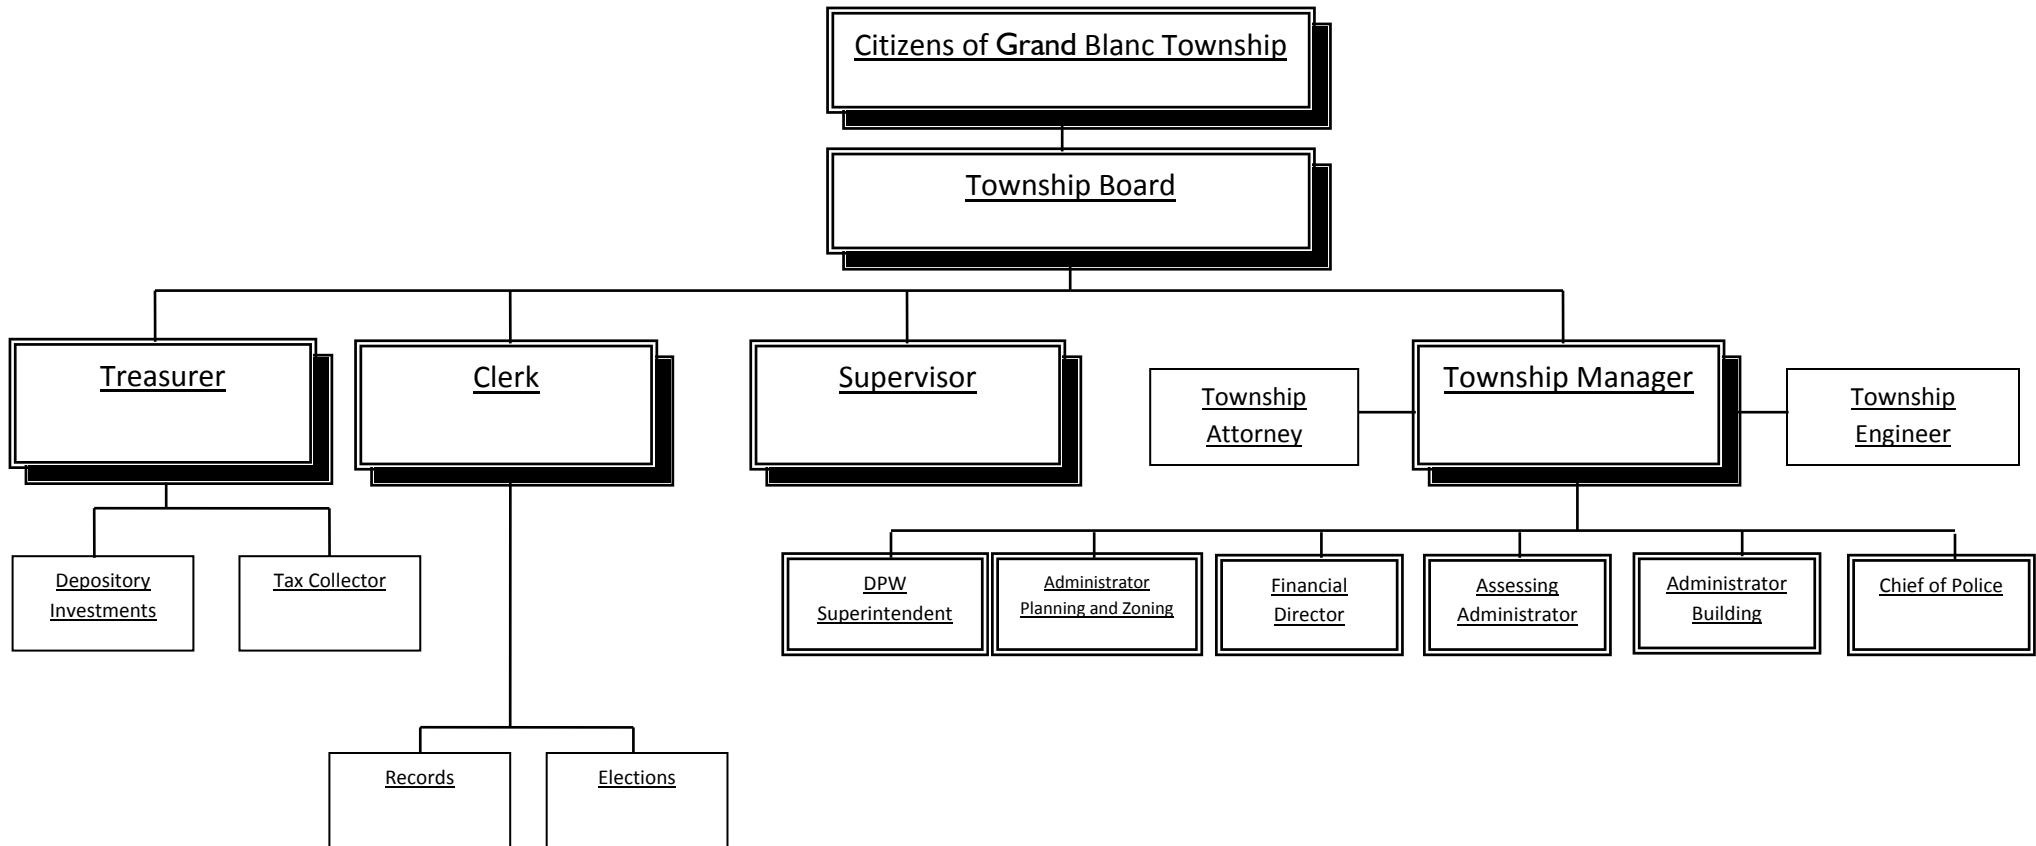 Citizens of Grand Blanc Township
Township Board
Treasurer
Clerk
Supervisor
Township
Attorney
Township Manager
Township
Engineer
Depository
Investments
Tax Collector
DPW
Superintendent
Administrator
Planning and Zoning
Financial
Director
Assessing
Administrator
Administrator
Building
Chief of Police
Records
Elections